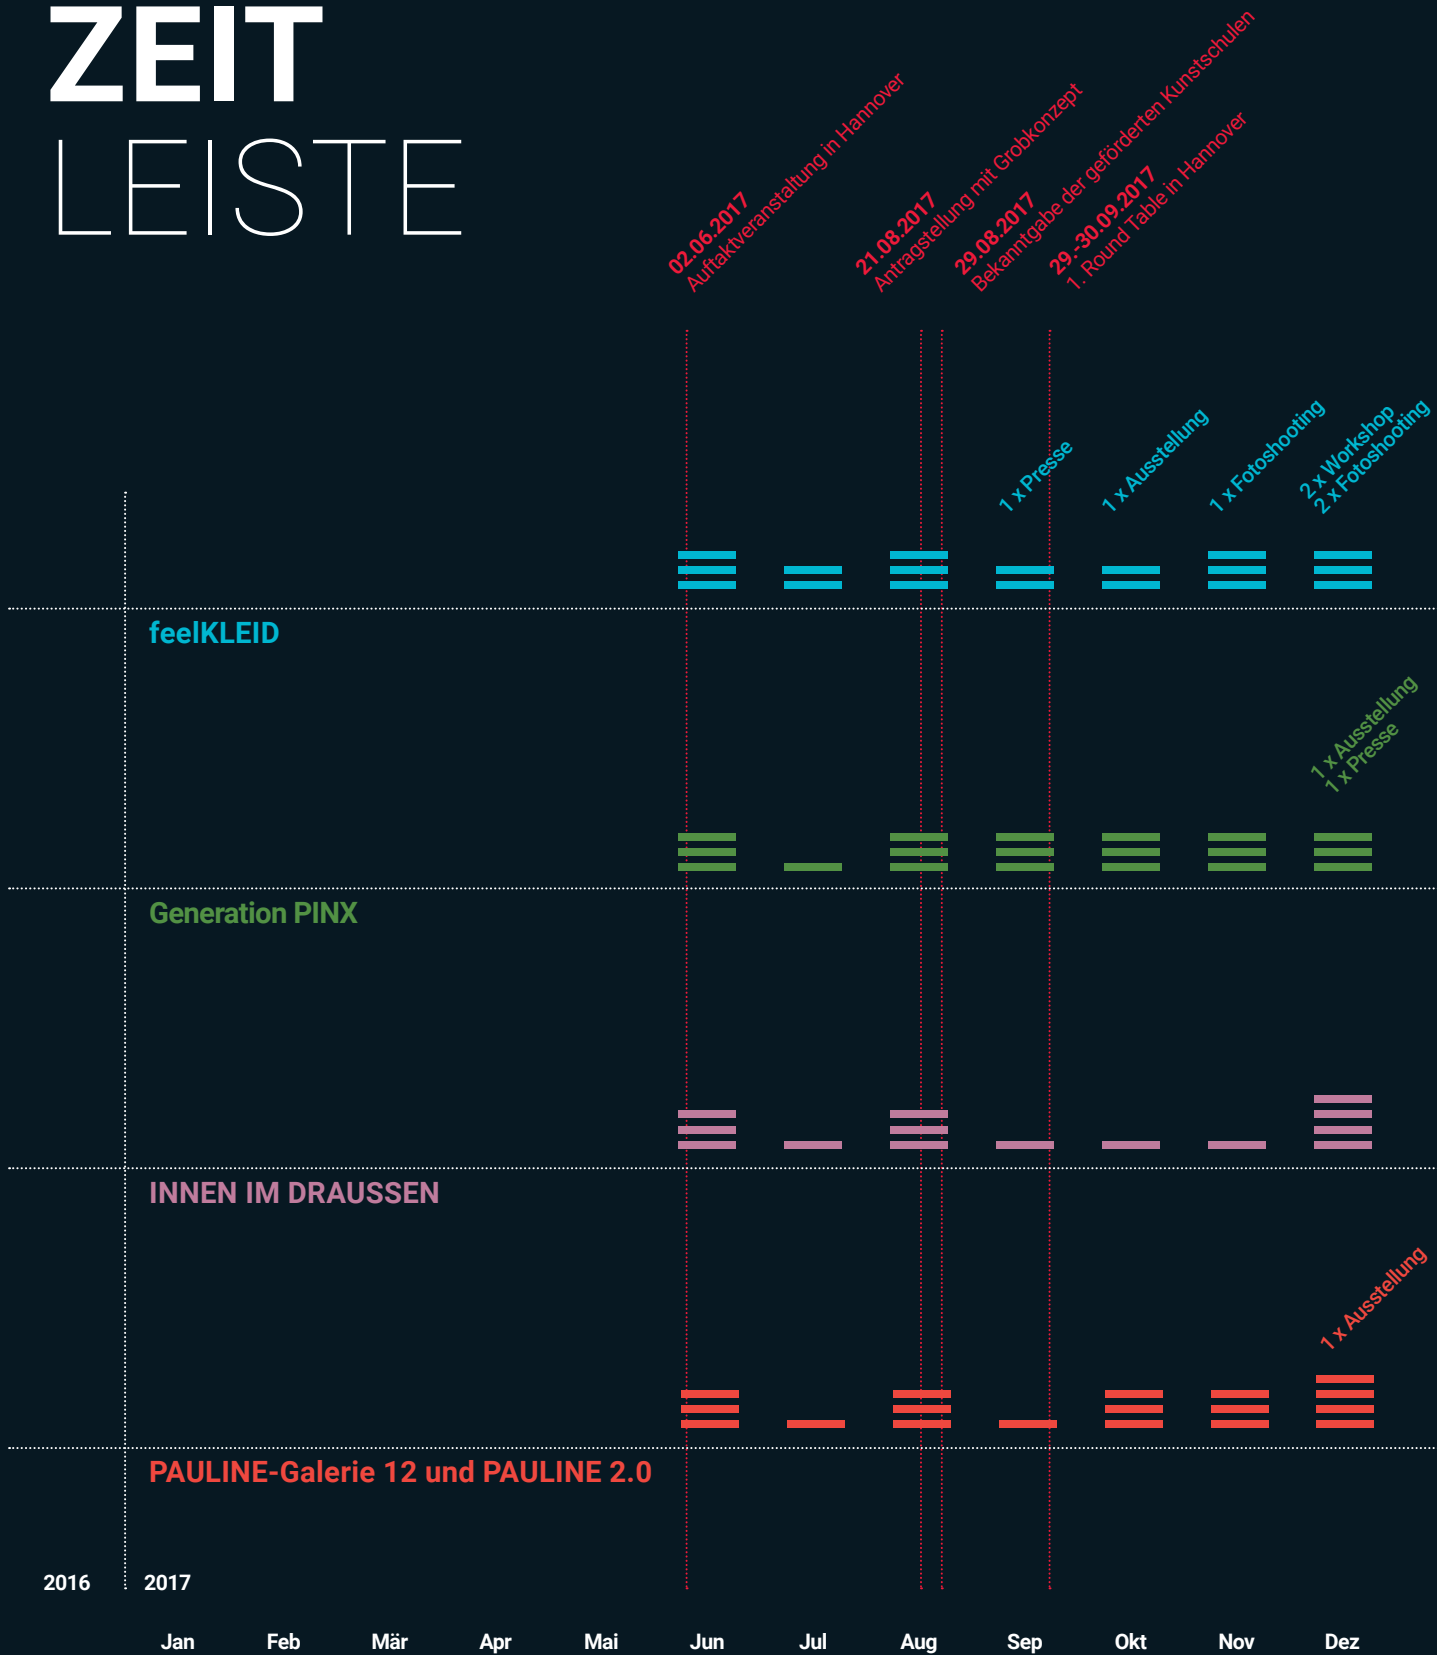 ZEIT
LEISTE
02.06.2017
Auftaktveranstaltung in Hannover
21.08.2017
Antragstellung mit Grobkonzept
29.08.2017
Bekanntgabe der geförderten Kunstschulen
29.-30.09.2017
1. Round Table in Hannover
1 x Presse
1 x Ausstellung
1 x Fotoshooting
2 x Workshop
2 x Fotoshooting
feelKLEID
1 x Ausstellung
1 x Presse
Generation PINX
INNEN IM DRAUSSEN
1 x Ausstellung
PAULINE-Galerie 12 und PAULINE 2.0
2016 2017
Jan Feb Mär Apr Mai Jun Jul Aug Sep Okt Nov Dez